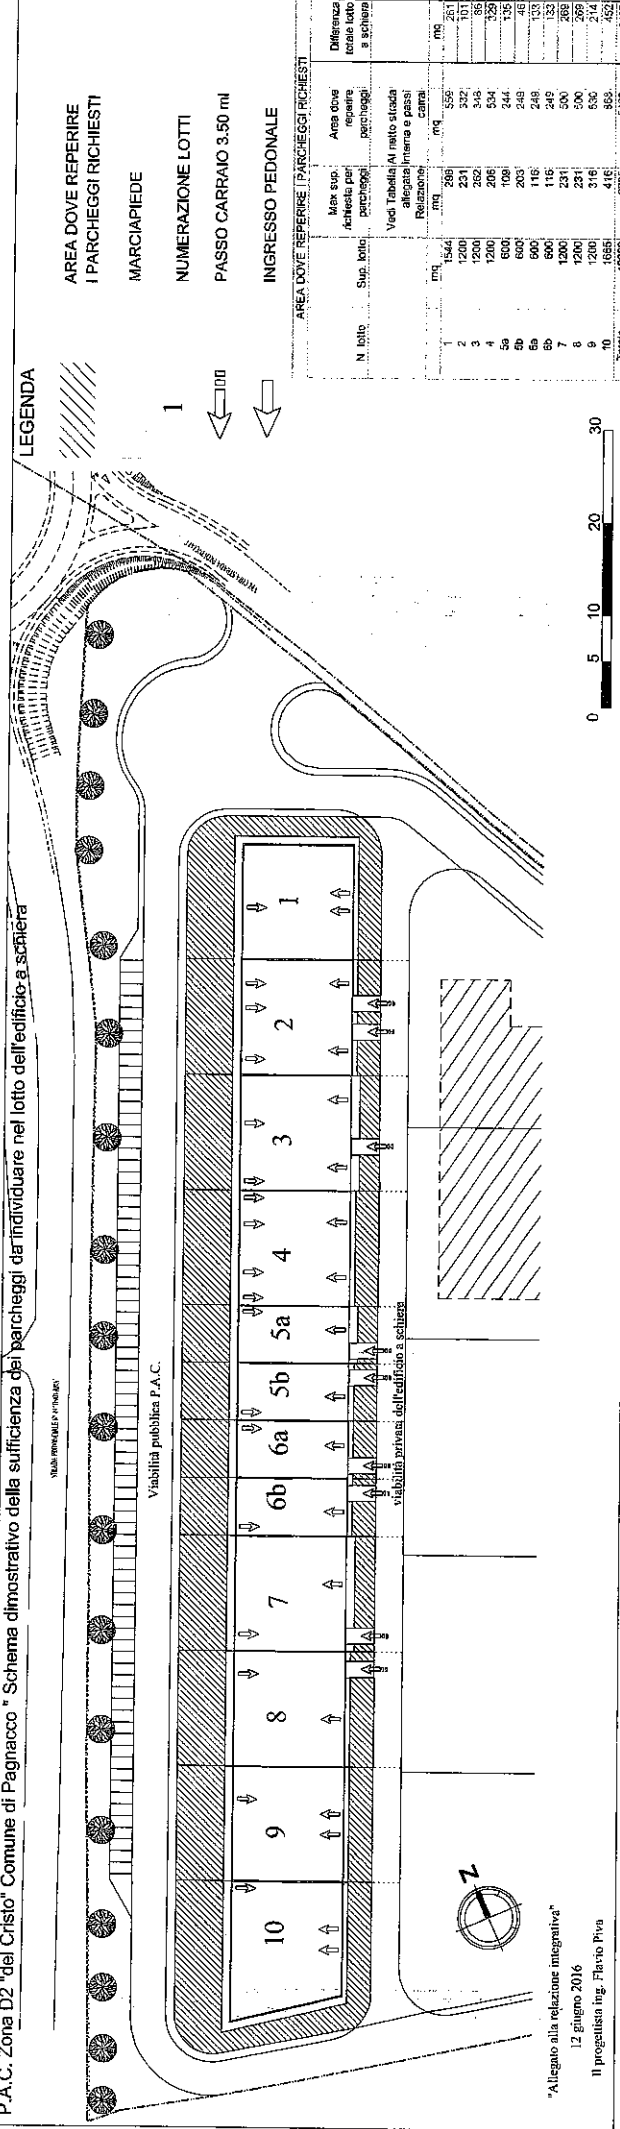 P.A.C. Zona D2 "del Cristo" Comune di Pagnacco " Schema dimostrativo della sufficienza dei parcheggi da individuare nel lotto dell'edificio a schiera
LEGENDA
AREA DOVE REPERIRE
I PARCHEGGI RICHIESTI
MARCIAPIEDE
1
NUMERAZIONE LOTTI
PASSO CARRAIO 3.50 ml
INGRESSO PEDONALE
Viabilità pubblica P.A.C.
10
9
8
7
6b
6a
5b
5a
4
3
2
1
viabilità privata dell'edificio a schiera
N
0 5 10 20 30
"Allegato alla relazione integrativa"
12 giugno 2016
Il progettista ing. Flavio Piva
AREA DOVE REPERIRE I PARCHEGGI RICHIESTI
N lotto Sup. lotto Max sup. richiesta per parcheggi Area dove reperire parcheggi Differenza totale lotto a schiera
Vedi Tabella allegata Relazione Al netto strada interna e passi carrai
mq mq mq mq
1 1544 298 559 261
2 1200 231 332 101
3 1200 262 348 86
4 1200 205 534 329
5a 600 109 244 135
5b 600 203 249 46
6a 600 116 249 133
6b 600 116 249 133
7 1200 231 500 269
8 1200 231 500 269
9 1200 316 530 214
10 1665 416 868 452